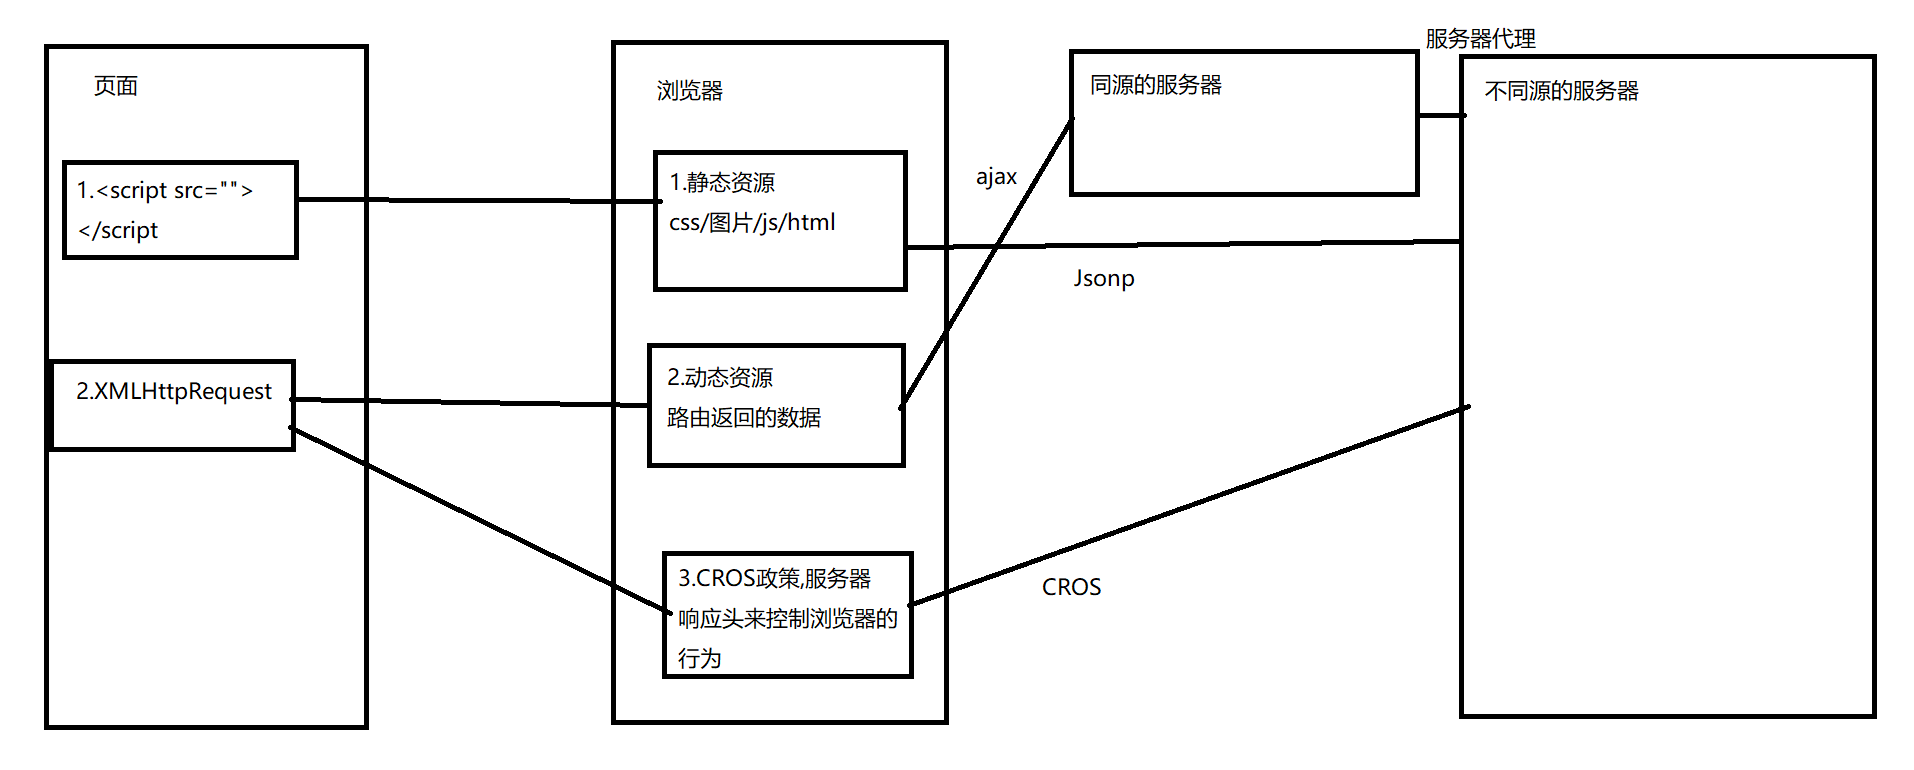 页面
1.<script src="">
</script
2.XMLHttpRequest
浏览器
1.静态资源
css/图片/js/html
2.动态资源
路由返回的数据
3.CROS政策,服务器
响应头来控制浏览器的
行为
ajax
Jsonp
CROS
同源的服务器
服务器代理
不同源的服务器